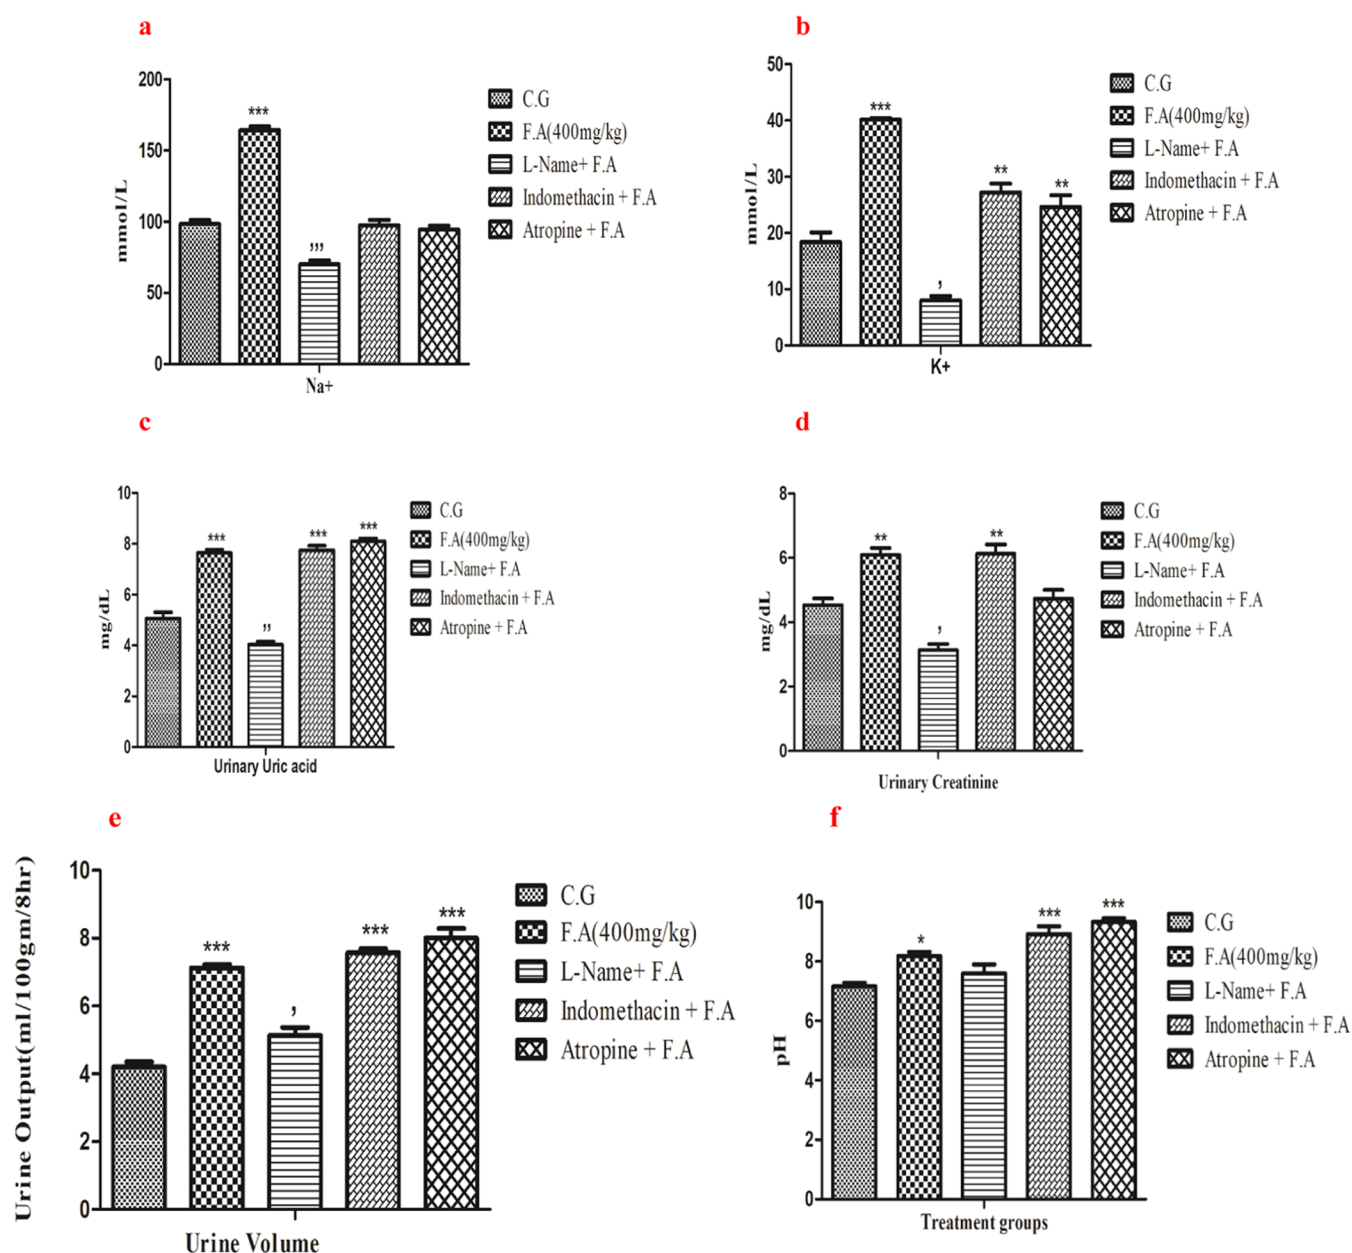 a
200
150
100
50
0
mmol/L
***
,,,
Na+
C.G
F.A(400mg/kg)
L-Name+ F.A
Indomethacin + F.A
Atropine + F.A
b
50
40
30
20
10
0
mmol/L
***
,
**
**
K+
C.G
F.A(400mg/kg)
L-Name+ F.A
Indomethacin + F.A
Atropine + F.A
c
10
8
6
4
2
0
mg/dL
***
,,
***
***
Urinary Uric acid
C.G
F.A(400mg/kg)
L-Name+ F.A
Indomethacin + F.A
Atropine + F.A
d
8
6
4
2
0
mg/dL
**
,
**
Urinary Creatinine
C.G
F.A(400mg/kg)
L-Name+ F.A
Indomethacin + F.A
Atropine + F.A
e
10
8
6
4
2
0
Urine Output(ml/100gm/8hr)
***
,
***
***
Urine Volume
C.G
F.A(400mg/kg)
L-Name+ F.A
Indomethacin + F.A
Atropine + F.A
f
10
8
6
4
2
0
pH
*
***
***
Treatment groups
C.G
F.A(400mg/kg)
L-Name+ F.A
Indomethacin + F.A
Atropine + F.A